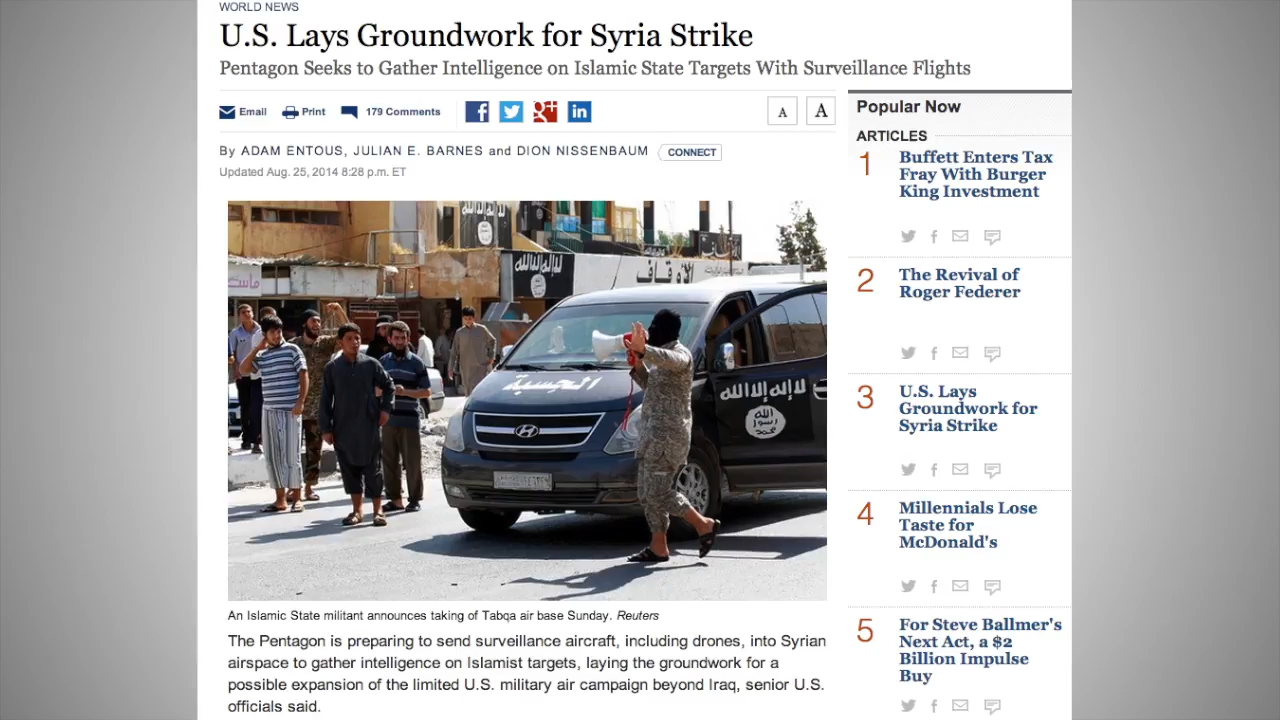 WORLD NEWS
U.S. Lays Groundwork for Syria Strike
Pentagon Seeks to Gather Intelligence on Islamic State Targets With Surveillance Flights
Email Print 179 Comments
A A
By ADAM ENTOUS, JULIAN E. BARNES and DION NISSENBAUM CONNECT
Updated Aug. 25, 2014 8:28 p.m. ET
لا إله إلا الله
الأوقاف
الحسبة
لا إله إلا الله
الله
رسول
محمد
An Islamic State militant announces taking of Tabqa air base Sunday. Reuters
The Pentagon is preparing to send surveillance aircraft, including drones, into Syrian
airspace to gather intelligence on Islamist targets, laying the groundwork for a
possible expansion of the limited U.S. military air campaign beyond Iraq, senior U.S.
officials said.
Popular Now
ARTICLES
1 Buffett Enters Tax
Fray With Burger
King Investment
2 The Revival of
Roger Federer
3 U.S. Lays
Groundwork for
Syria Strike
4 Millennials Lose
Taste for
McDonald's
5 For Steve Ballmer's
Next Act, a $2
Billion Impulse
Buy